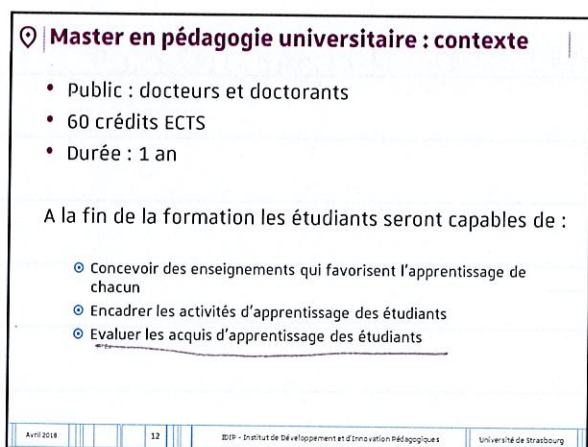 Master en pédagogie universitaire : contexte
• Public : docteurs et doctorants
• 60 crédits ECTS
• Durée : 1 an
A la fin de la formation les étudiants seront capables de :
Concevoir des enseignements qui favorisent l'apprentissage de
chacun
Encadrer les activités d'apprentissage des étudiants
Evaluer les acquis d'apprentissage des étudiants
Avril 2018 12 IDIP - Institut de Développement et d'Innovation Pédagogiques Université de Strasbourg